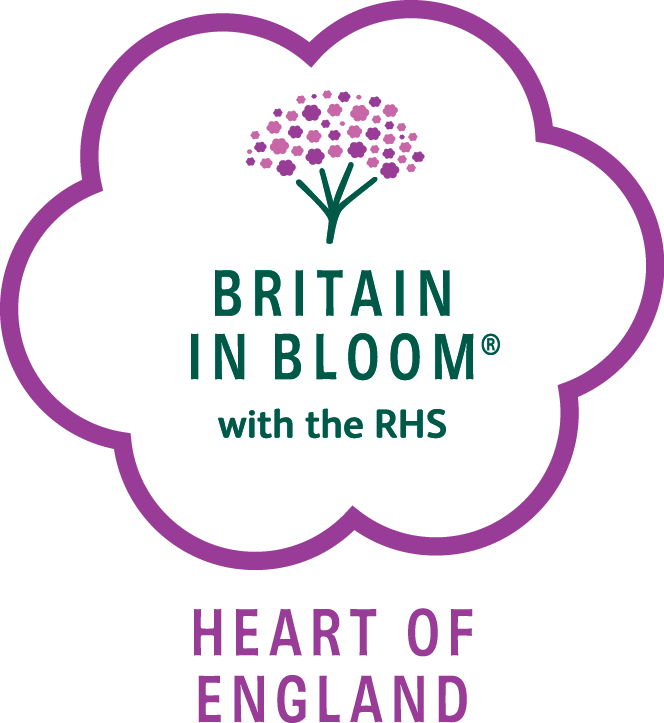 BRITAIN
IN BLOOM®
with the RHS
HEART OF
ENGLAND